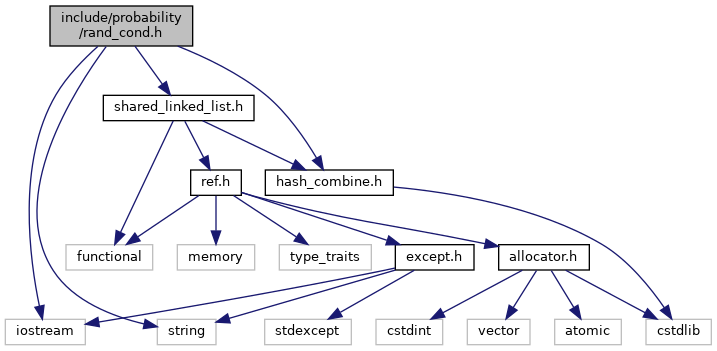 include/probability
/rand_cond.h
shared_linked_list.h
ref.h
hash_combine.h
functional
memory
type_traits
except.h
allocator.h
iostream
string
stdexcept
cstdint
vector
atomic
cstdlib